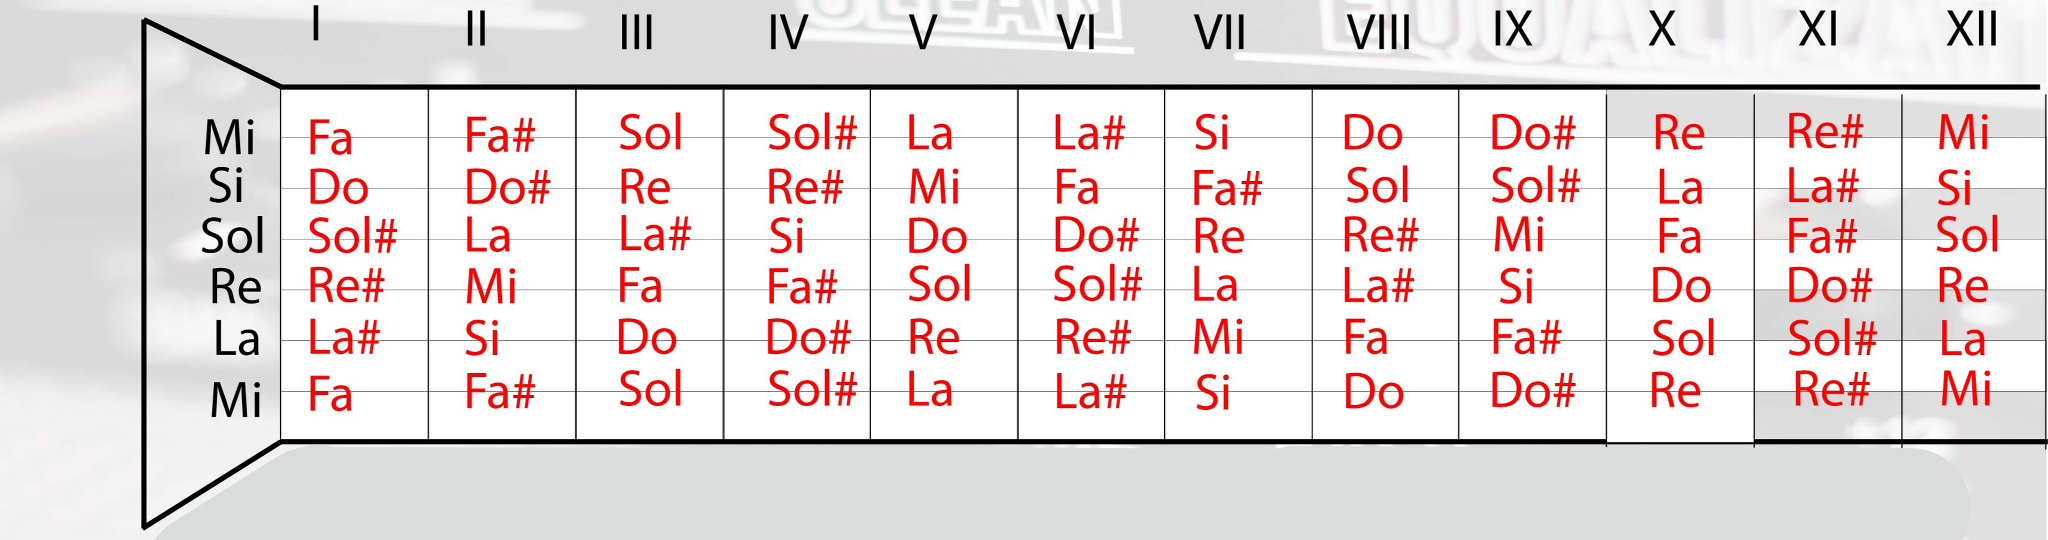 CLEAN
EQUALIZA
I II III IV V VI VII VIII IX X XI XII
Mi Fa Fa# Sol Sol# La La# Si Do Do# Re Re# Mi
Si Do Do# Re Re# Mi Fa Fa# Sol Sol# La La# Si
Sol Sol# La La# Si Do Do# Re Re# Mi Fa Fa# Sol
Re Re# Mi Fa Fa# Sol Sol# La La# Si Do Do# Re
La La# Si Do Do# Re Re# Mi Fa Fa# Sol Sol# La
Mi Fa Fa# Sol Sol# La La# Si Do Do# Re Re# Mi